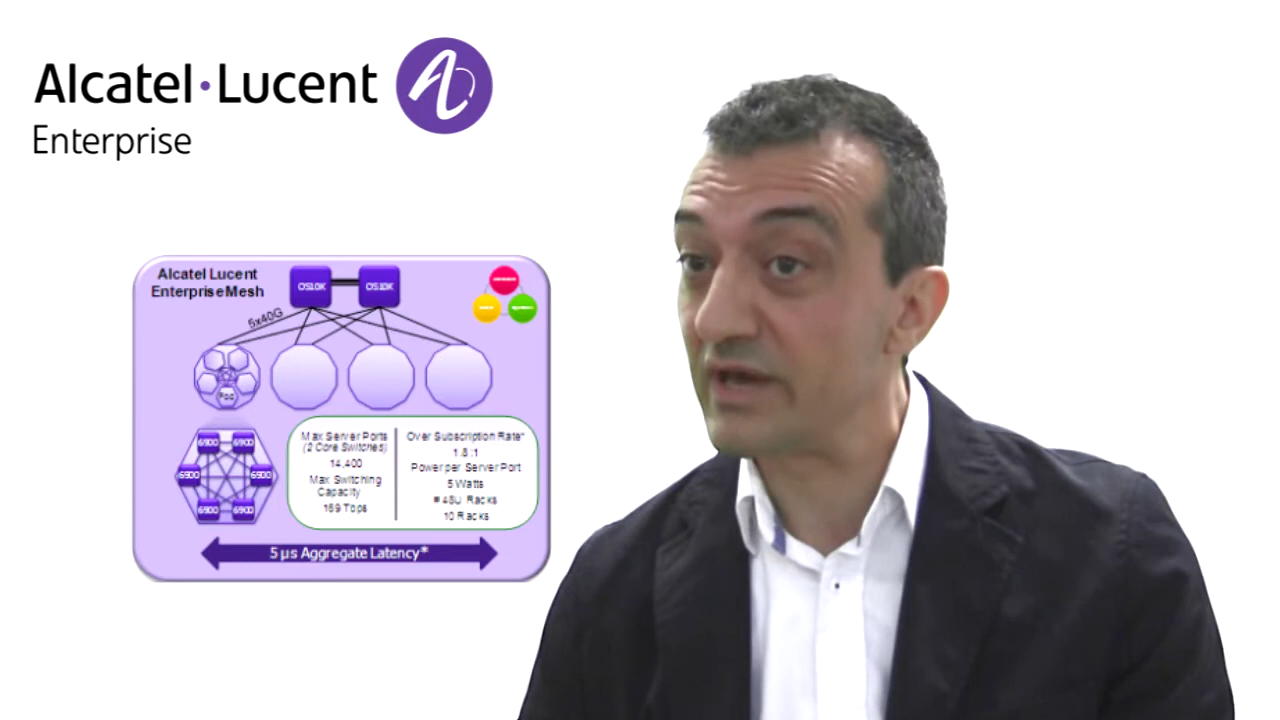 Alcatel·Lucent
Enterprise
Alcatel Lucent
Enterprise Mesh
OS10K
OS10K
5x40G
Pod
6900
6900
6900
6900
6900
6900
Max Server Ports
(2 Core Switches)
14,400
Max Switching
Capacity
169 Tbps
Over Subscription Rate*
1.8:1
Power per Server Port
5 Watts
# 48U Racks
10 Racks
5 µs Aggregate Latency*